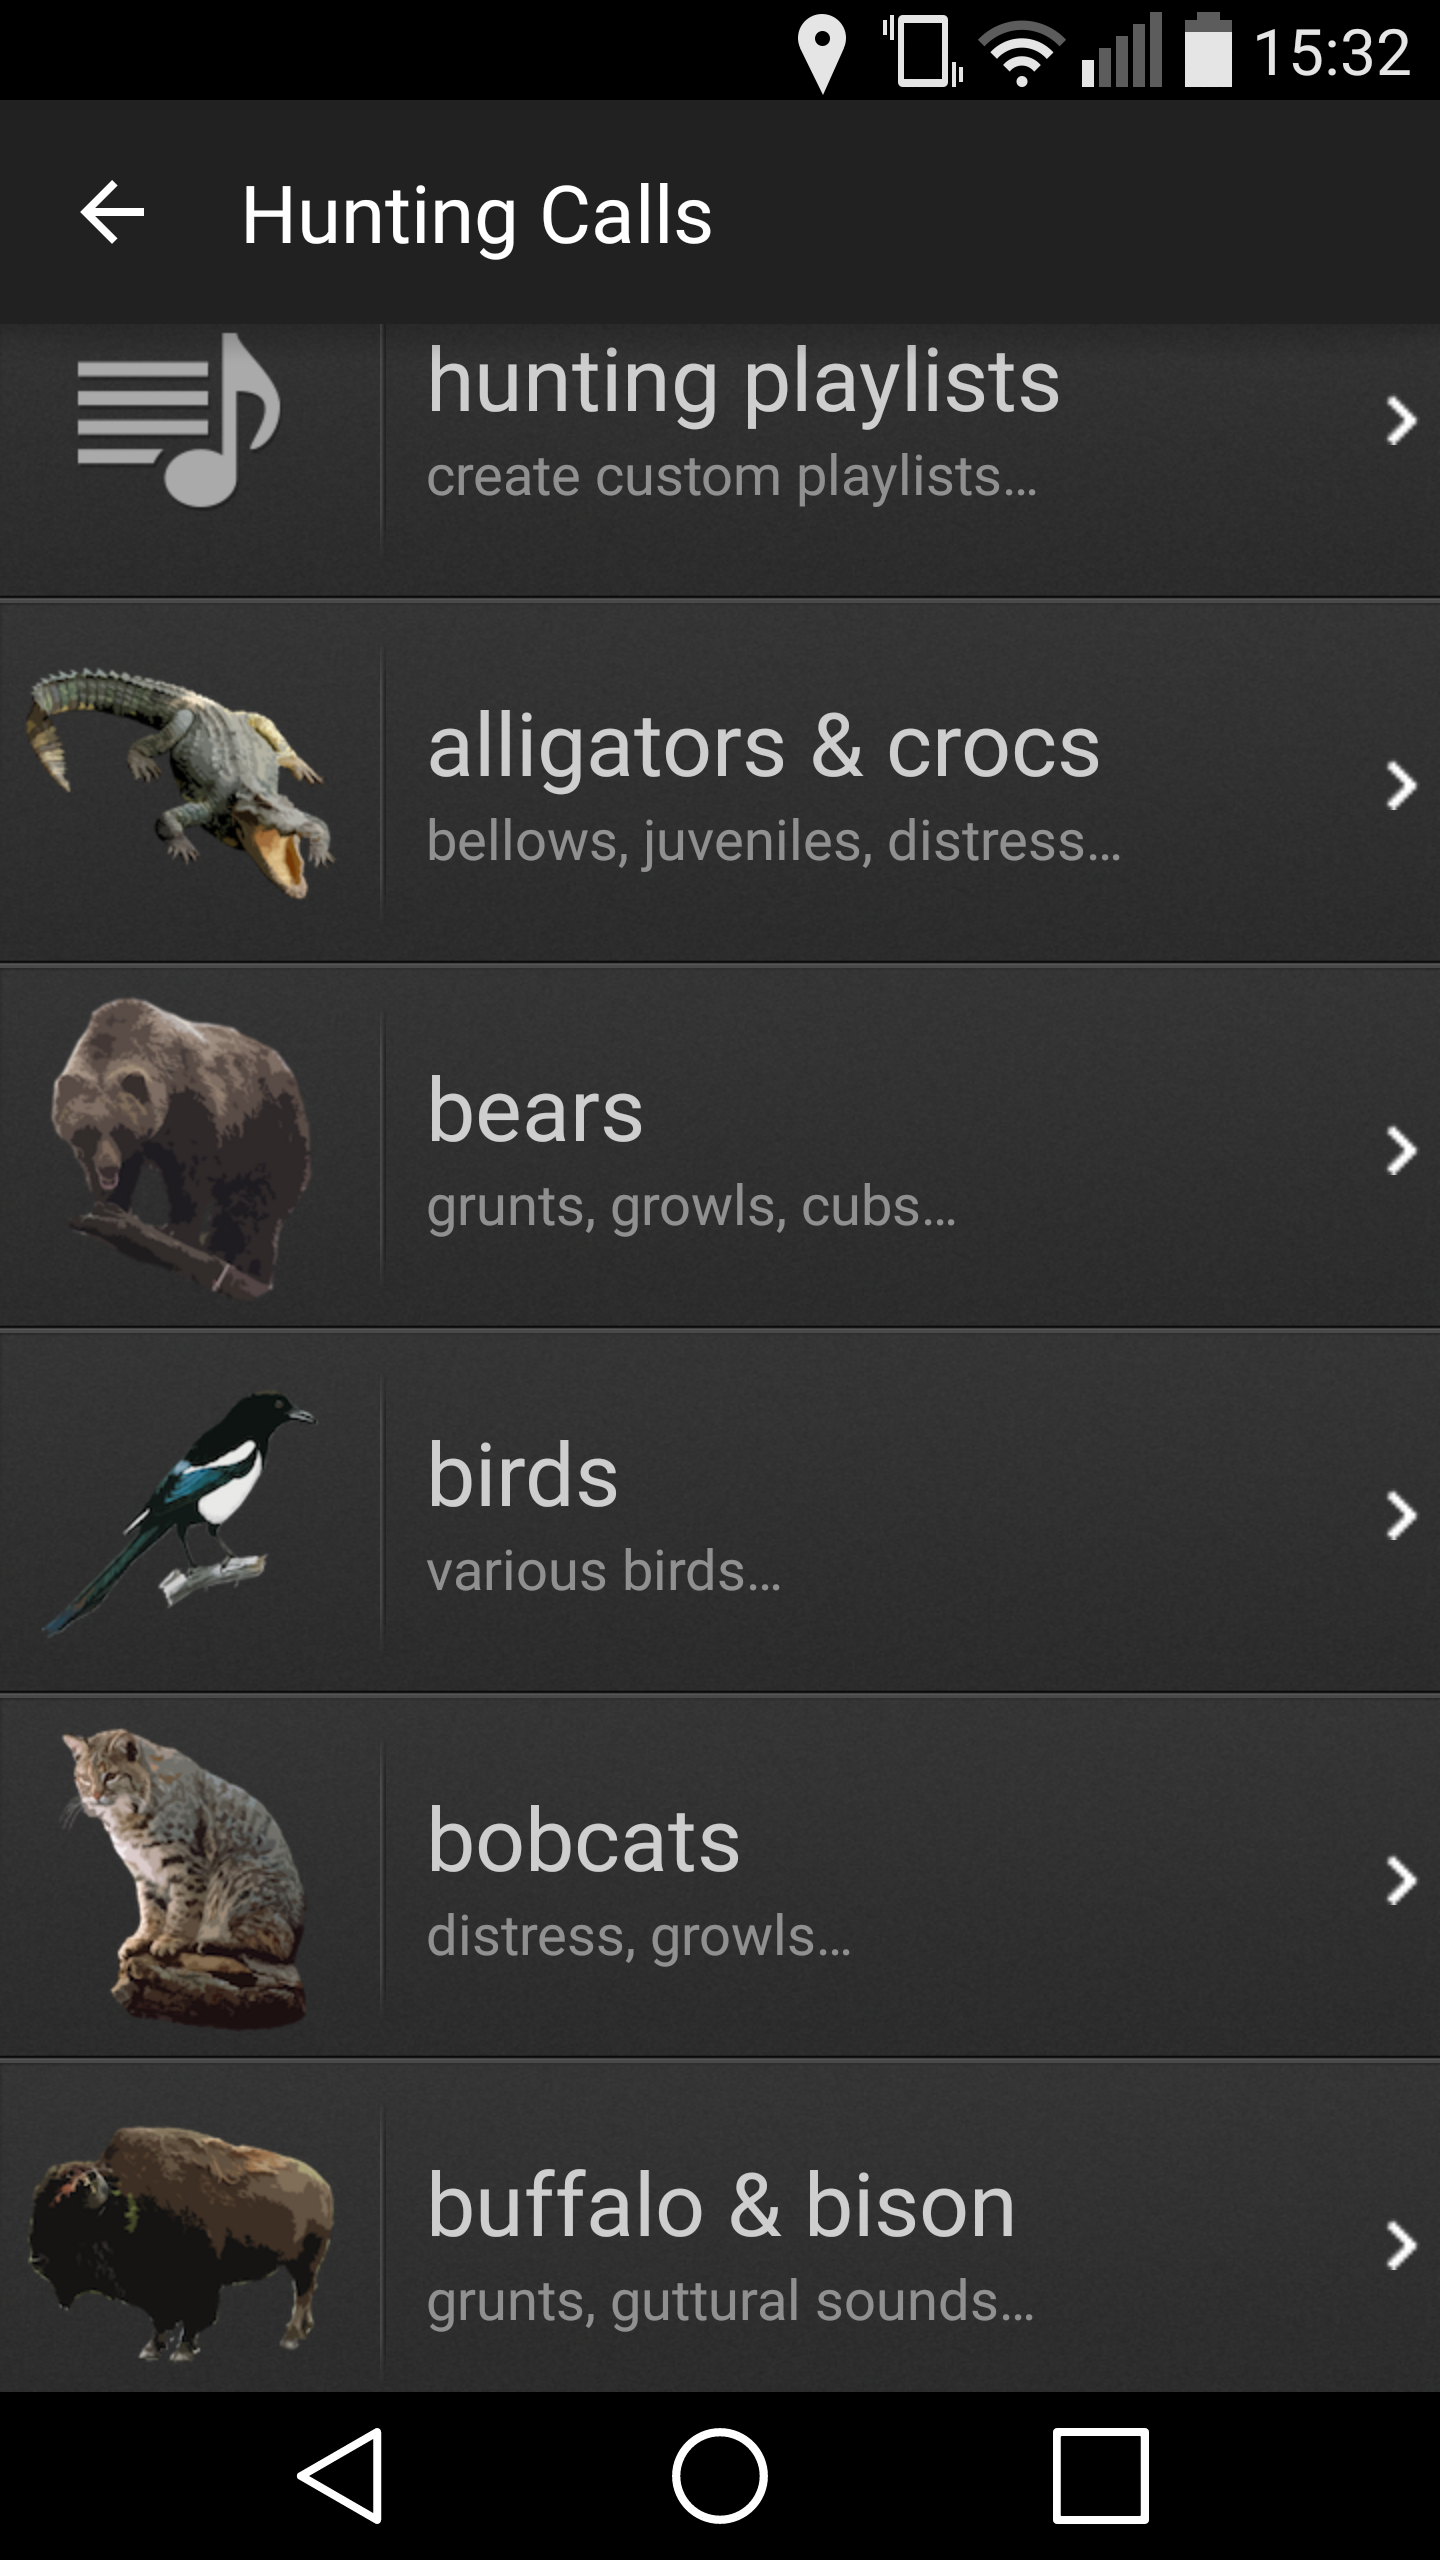 15:32
Hunting Calls
hunting playlists
create custom playlists...
alligators & crocs
bellows, juveniles, distress...
bears
grunts, growls, cubs...
birds
various birds...
bobcats
distress, growls...
buffalo & bison
grunts, guttural sounds...